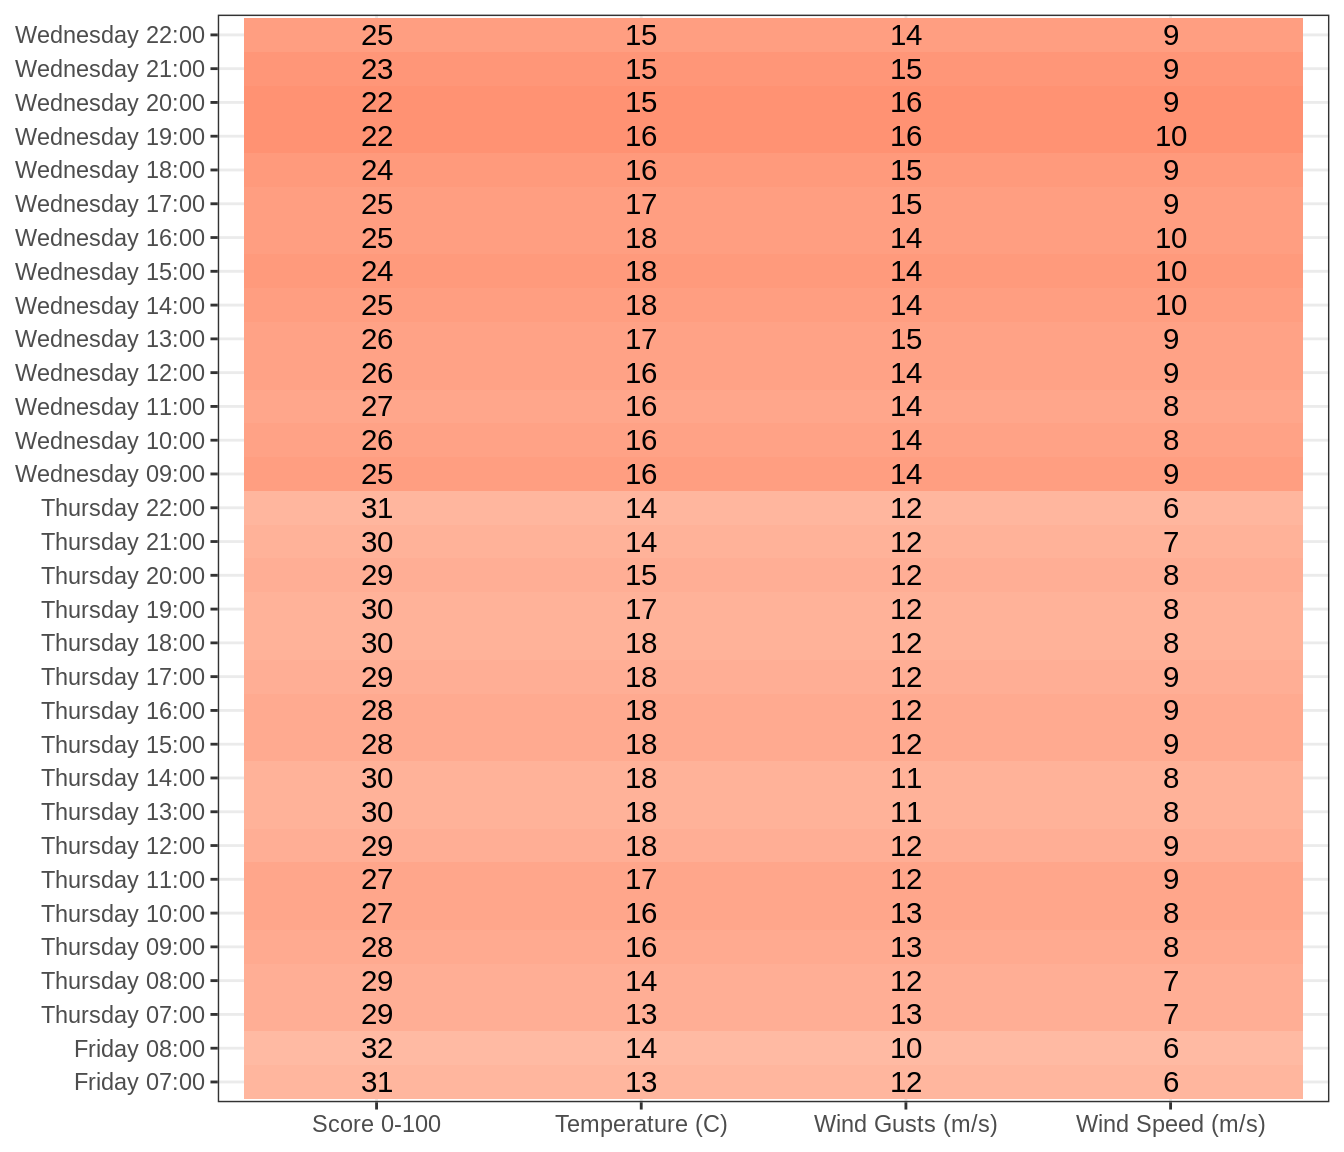 Wednesday 22:00 25 15 14 9
Wednesday 21:00 23 15 15 9
Wednesday 20:00 22 15 16 9
Wednesday 19:00 22 16 16 10
Wednesday 18:00 24 16 15 9
Wednesday 17:00 25 17 15 9
Wednesday 16:00 25 18 14 10
Wednesday 15:00 24 18 14 10
Wednesday 14:00 25 18 14 10
Wednesday 13:00 26 17 15 9
Wednesday 12:00 26 16 14 9
Wednesday 11:00 27 16 14 8
Wednesday 10:00 26 16 14 8
Wednesday 09:00 25 16 14 9
Thursday 22:00 31 14 12 6
Thursday 21:00 30 14 12 7
Thursday 20:00 29 15 12 8
Thursday 19:00 30 17 12 8
Thursday 18:00 30 18 12 8
Thursday 17:00 29 18 12 9
Thursday 16:00 28 18 12 9
Thursday 15:00 28 18 12 9
Thursday 14:00 30 18 11 8
Thursday 13:00 30 18 11 8
Thursday 12:00 29 18 12 9
Thursday 11:00 27 17 12 9
Thursday 10:00 27 16 13 8
Thursday 09:00 28 16 13 8
Thursday 08:00 29 14 12 7
Thursday 07:00 29 13 13 7
Friday 08:00 32 14 10 6
Friday 07:00 31 13 12 6
Score 0-100 Temperature (C) Wind Gusts (m/s) Wind Speed (m/s)